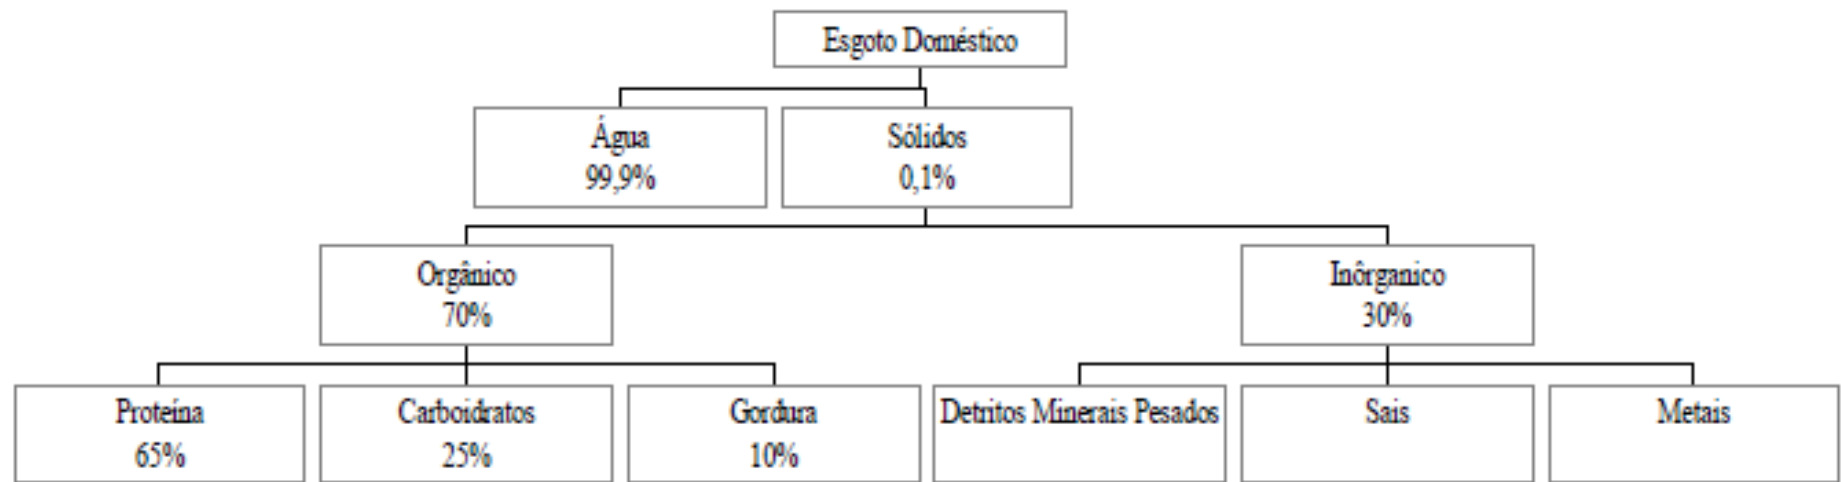 Esgoto Doméstico
Água
99,9%
Sólidos
0,1%
Orgânico
70%
Inôrganico
30%
Proteína
65%
Carboidratos
25%
Gordura
10%
Detritos Minerais Pesados
Sais
Metais